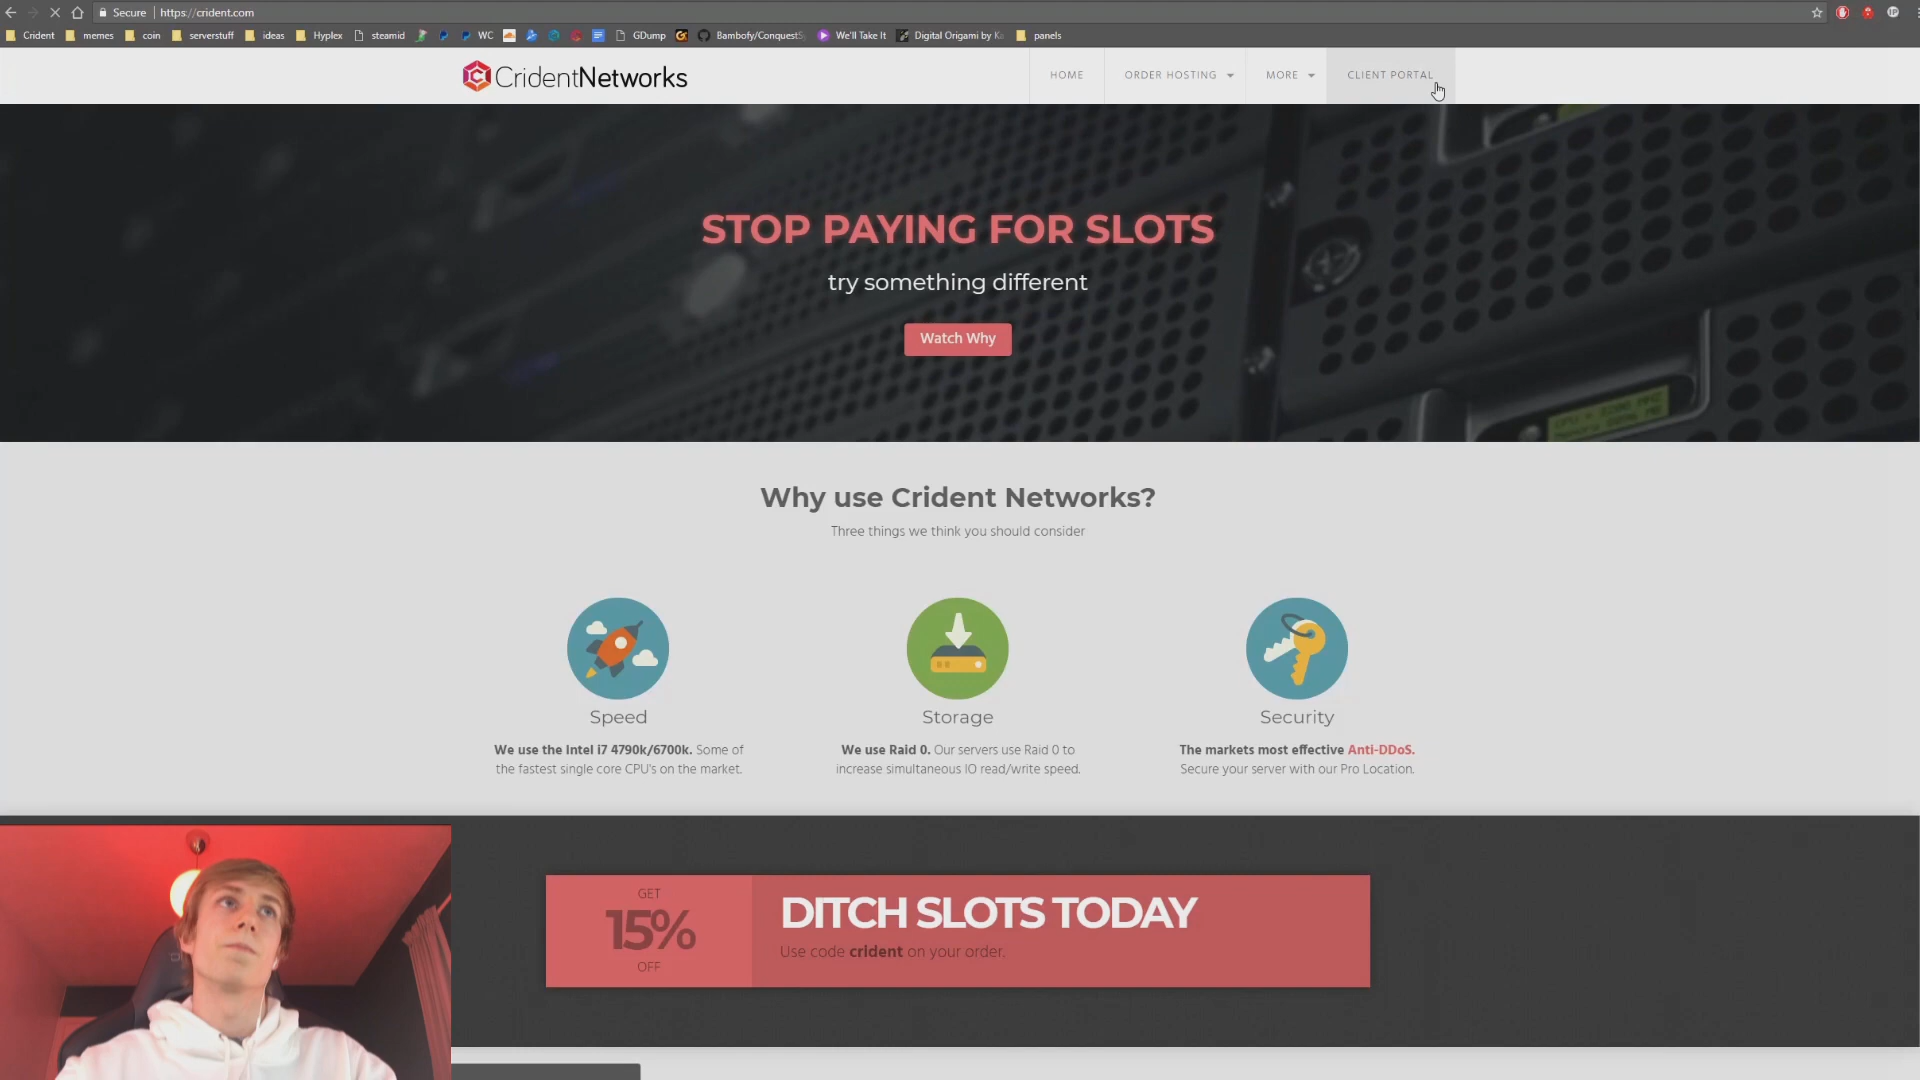 Secure https://crident.com
Crident memes coin serverstuff ideas Hyplex steamid WC GDump Bambofy/ConquestS We'll Take It Digital Origami by Ka panels
CridentNetworks HOME ORDER HOSTING MORE CLIENT PORTAL
STOP PAYING FOR SLOTS
try something different
Watch Why
Why use Crident Networks?
Three things we think you should consider
Speed
We use the Intel i7 4790k/6700k. Some of
the fastest single core CPU's on the market.
Storage
We use Raid 0. Our servers use Raid 0 to
increase simultaneous IO read/write speed.
Security
The markets most effective Anti-DDoS.
Secure your server with our Pro Location.
GET
15%
OFF
DITCH SLOTS TODAY
Use code crident on your order.